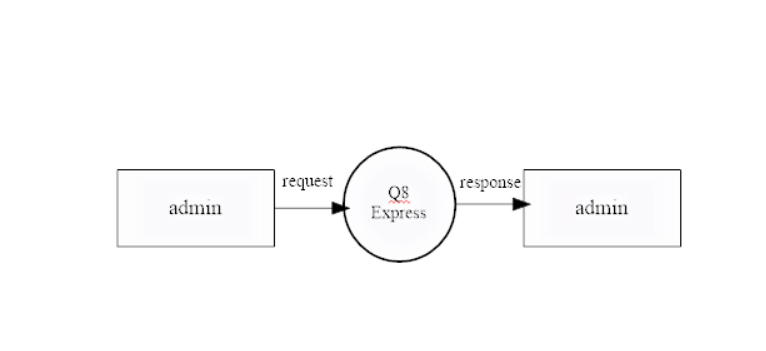 admin
request
Q8
Express
response
admin